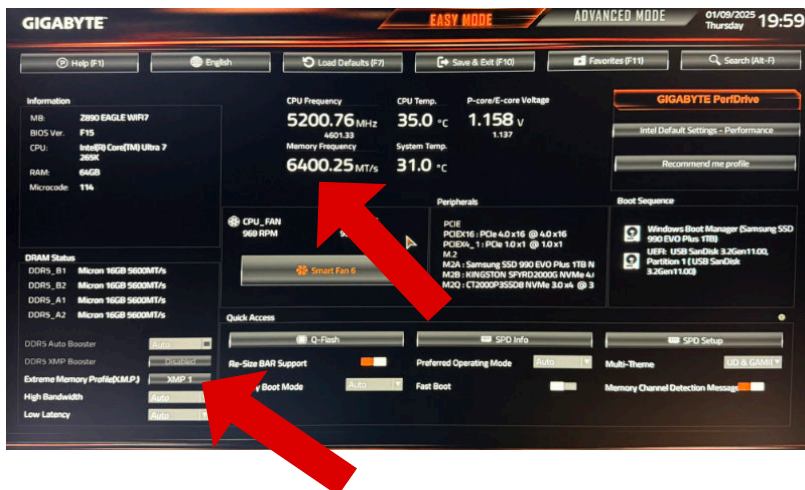 GIGABYTE
EASY MODE
ADVANCED MODE
01/09/2025
Thursday
19:59
Help (F1)
English
Load Defaults (F7)
Save & Exit (F10)
Favorites (F11)
Search (Alt-F)
Information
MB: Z890 EAGLE WIFI7
BIOS Ver. F15
CPU: Intel(R) Core(TM) Ultra 7
265K
RAM: 64GB
Microcode 114
CPU Frequency
5200.76 MHz
4601.33
CPU Temp.
35.0 °C
P-core/E-core Voltage
1.158 V
1.137
Memory Frequency
6400.25 MT/s
System Temp.
31.0 °C
GIGABYTE PerfDrive
Intel Default Settings - Performance
Recommend me profile
CPU_FAN
969 RPM
Smart Fan 6
Peripherals
PCIE
PCIEX16 : PCIe 4.0 x16 @ 4.0 x16
PCIEX4_1 : PCIe 1.0 x1 @ 1.0 x1
M.2
M2A : Samsung SSD 990 EVO Plus 1TB N
M2B : KINGSTON SFYRD2000G NVMe 4.
M2Q : CT2000P3SSD8 NVMe 3.0 x4 @ 3
Boot Sequence
Windows Boot Manager (Samsung SSD
990 EVO Plus 1TB)
UEFI: USB SanDisk 3.2Gen11.00,
Partition 1 (USB SanDisk
3.2Gen11.00)
DRAM Status
DDR5_B1 Micron 16GB 5600MT/s
DDR5_B2 Micron 16GB 5600MT/s
DDR5_A1 Micron 16GB 5600MT/s
DDR5_A2 Micron 16GB 5600MT/s
DDR5 Auto Booster Auto
DDR5 XMP Booster Disabled
Extreme Memory Profile(X.M.P.) XMP 1
High Bandwidth Auto
Low Latency Auto
Quick Access
Q-Flash
SPD Info
SPD Setup
Re-Size BAR Support
Preferred Operating Mode Auto
Multi-Theme UD & GAMI
Boot Mode Auto
Fast Boot
Memory Channel Detection Message